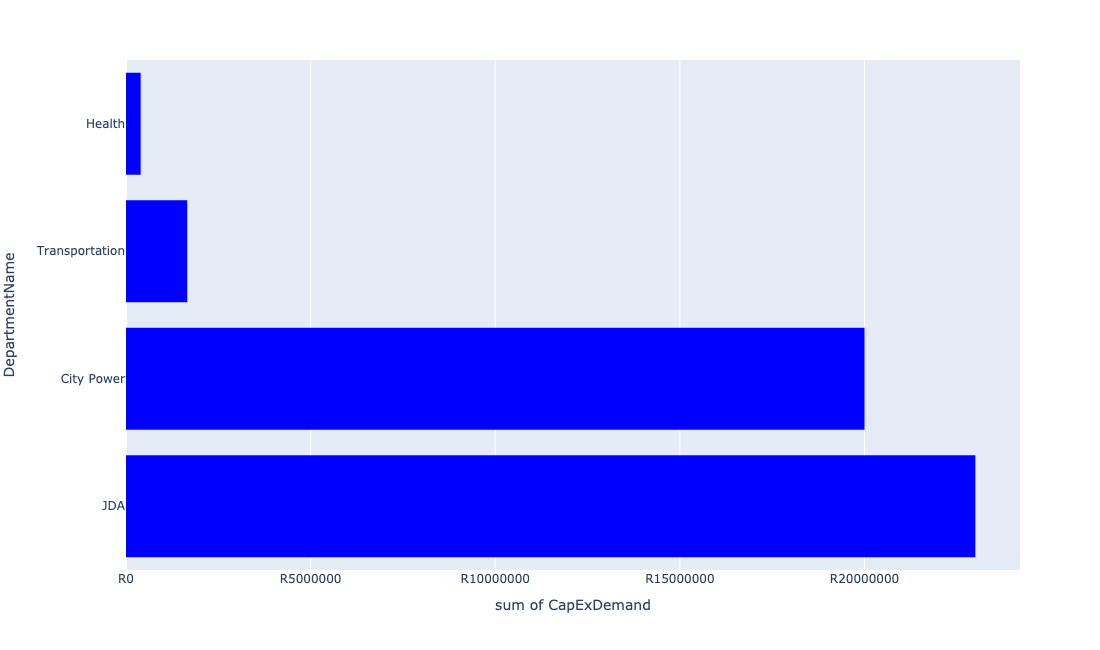 Health
Transportation
City Power
JDA
DepartmentName
R0
R5000000
R10000000
R15000000
R20000000
sum of CapExDemand